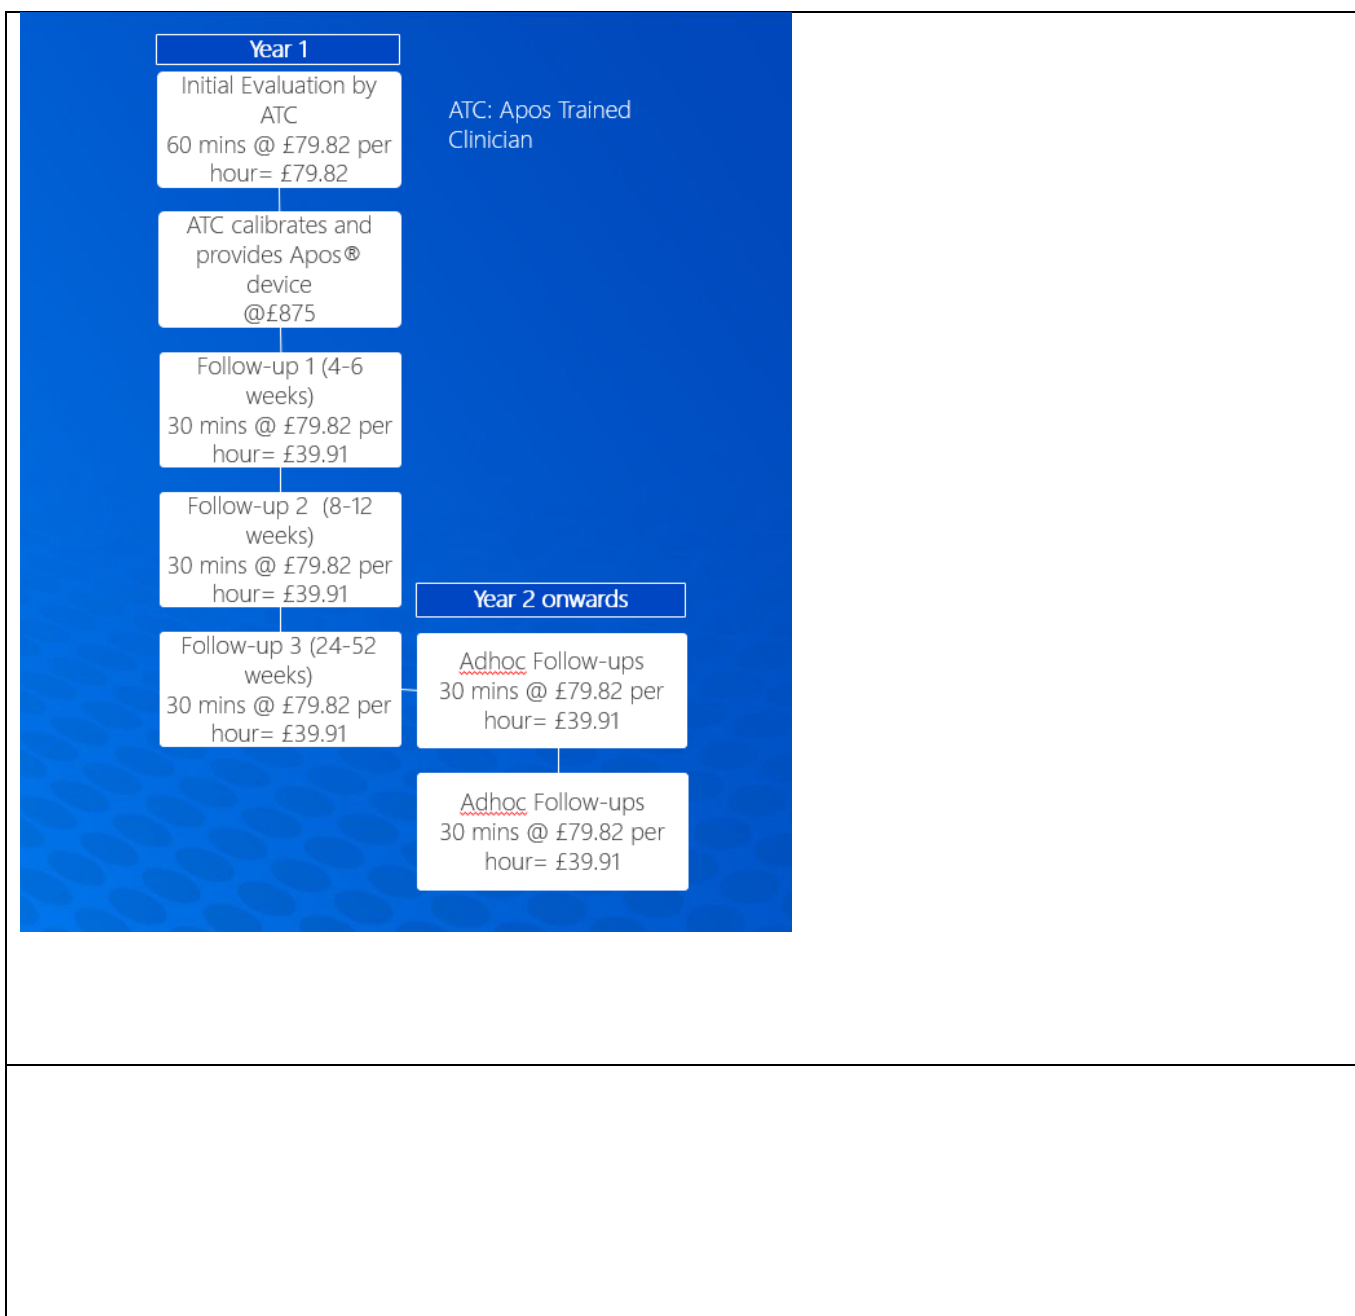 Year 1
Initial Evaluation by
ATC
60 mins @ £79.82 per
hour= £79.82
ATC: Apos Trained
Clinician
ATC calibrates and
provides Apos®
device
@£875
Follow-up 1 (4-6
weeks)
30 mins @ £79.82 per
hour= £39.91
Follow-up 2  (8-12
weeks)
30 mins @ £79.82 per
hour= £39.91
Follow-up 3 (24-52
weeks)
30 mins @ £79.82 per
hour= £39.91
Year 2 onwards
Adhoc Follow-ups
30 mins @ £79.82 per
hour= £39.91
Adhoc Follow-ups
30 mins @ £79.82 per
hour= £39.91